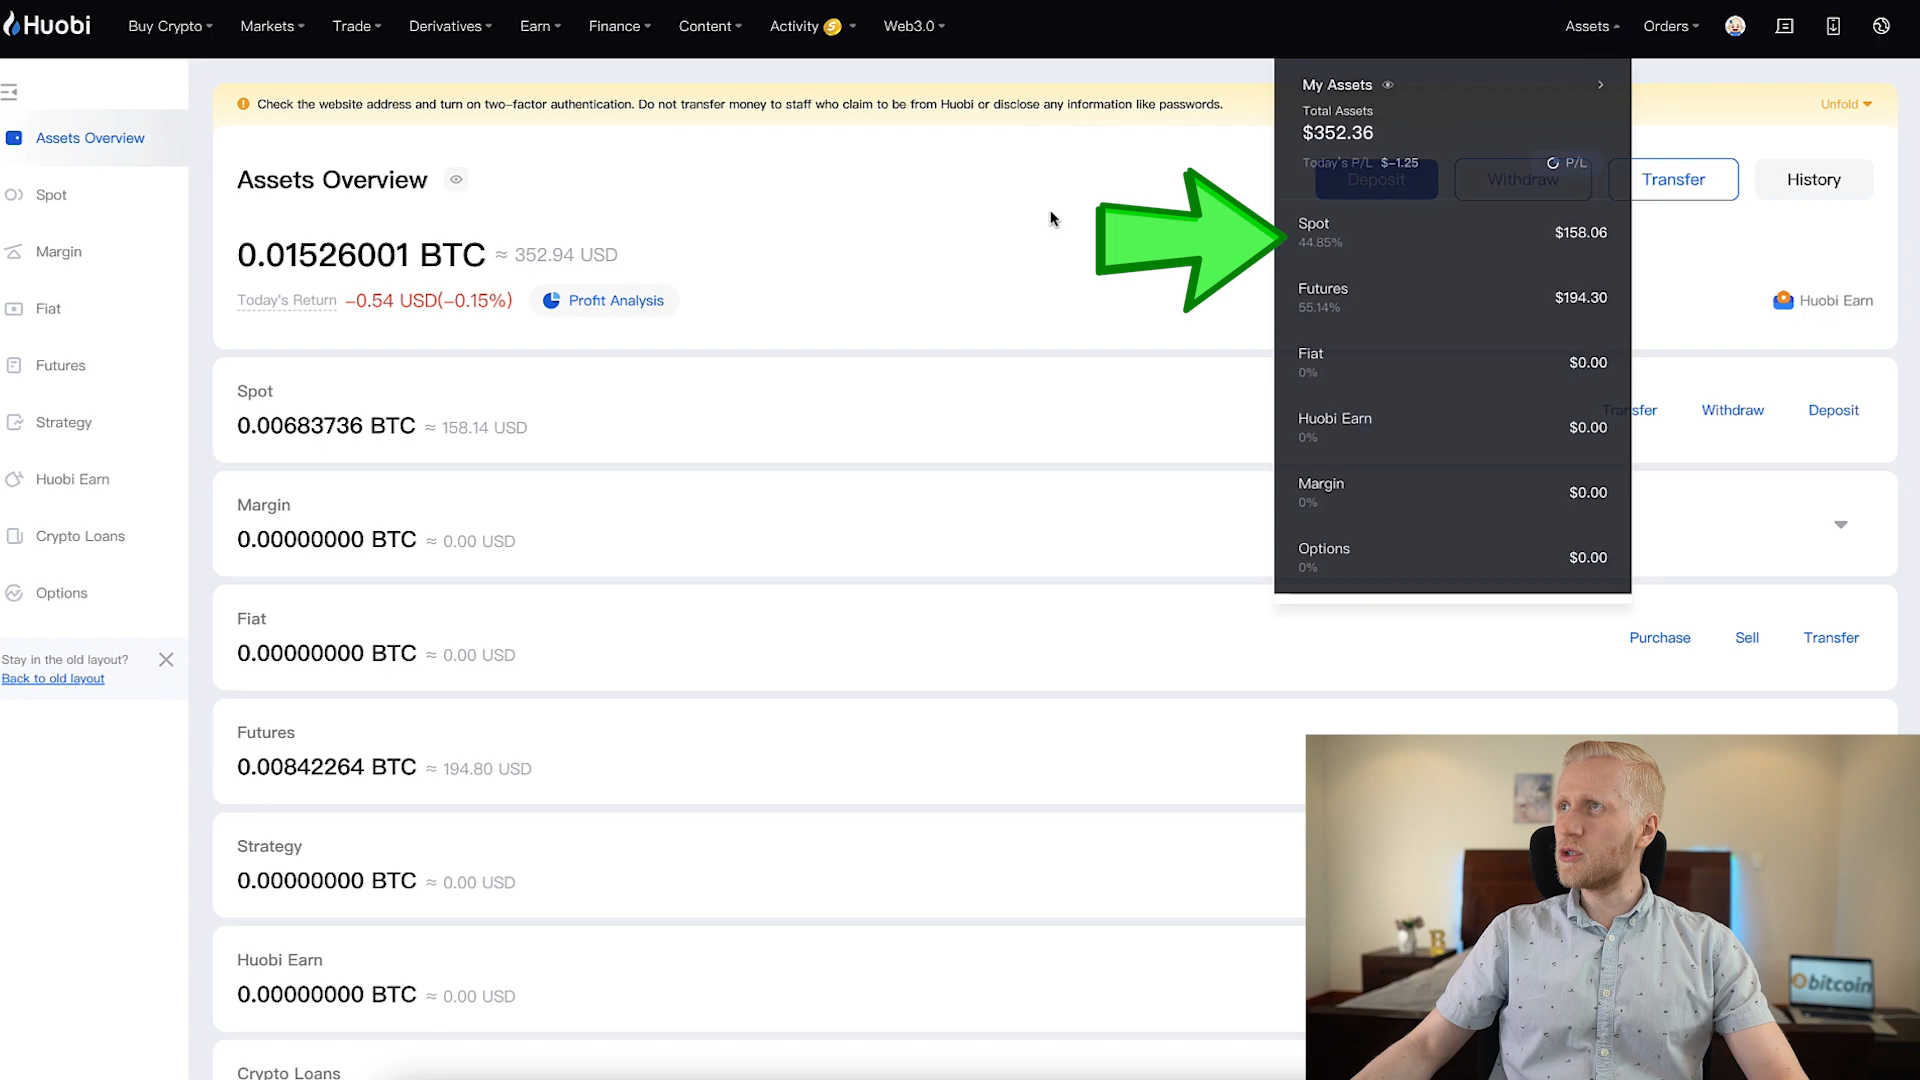 Huobi
Buy Crypto
Markets
Trade
Derivatives
Earn
Finance
Content
Activity
S
Web3.0
Assets
Orders
Assets Overview
Spot
Margin
Fiat
Futures
Strategy
Huobi Earn
Crypto Loans
Options
Stay in the old layout?
Back to old layout
Check the website address and turn on two-factor authentication. Do not transfer money to staff who claim to be from Huobi or disclose any information like passwords.
Unfold
Assets Overview
Deposit
Withdraw
Transfer
History
0.01526001 BTC ≈ 352.94 USD
Today's Return −0.54 USD(−0.15%) Profit Analysis
Huobi Earn
My Assets
Total Assets
$352.36
Today's P/L $-1.25 P/L
Spot
44.85%
$158.06
Futures
55.14%
$194.30
Fiat
0%
$0.00
Huobi Earn
0%
$0.00
Margin
0%
$0.00
Options
0%
$0.00
Spot
0.00683736 BTC ≈ 158.14 USD
Transfer
Withdraw
Deposit
Margin
0.00000000 BTC ≈ 0.00 USD
Fiat
0.00000000 BTC ≈ 0.00 USD
Purchase
Sell
Transfer
Futures
0.00842264 BTC ≈ 194.80 USD
Strategy
0.00000000 BTC ≈ 0.00 USD
Huobi Earn
0.00000000 BTC ≈ 0.00 USD
Crypto Loans
bitcoin